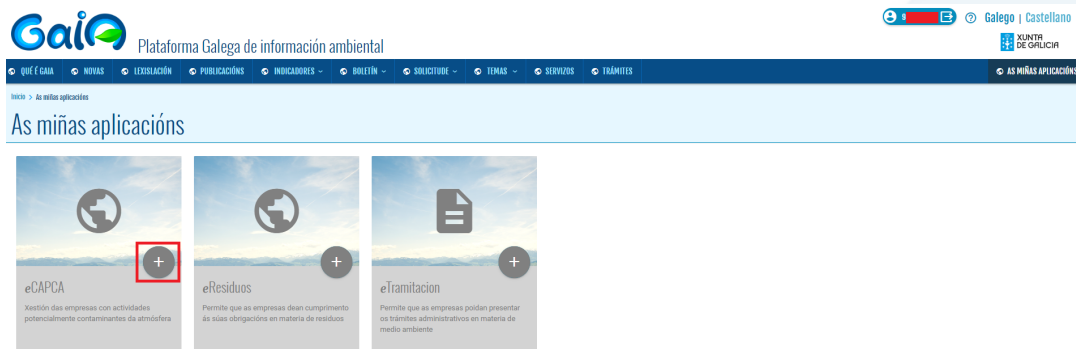 Gaia
Plataforma Galega de información ambiental
Galego | Castellano
XUNTA
DE GALICIA
QUÉ É GAIA NOVAS LEXISLACIÓN PUBLICACIÓNS INDICADORES BOLETÍN SOLICITUDE TEMAS SERVIZOS TRÁMITES AS MIÑAS APLICACIÓNS
Inicio > As miñas aplicacións
As miñas aplicacións
eCAPCA
Xestión das empresas con actividades
potencialmente contaminantes da atmósfera
eResiduos
Permite que as empresas dean cumprimento
ás súas obrigacións en materia de residuos
eTramitacion
Permite que as empresas poidan presentar
os trámites administrativos en materia de
medio ambiente